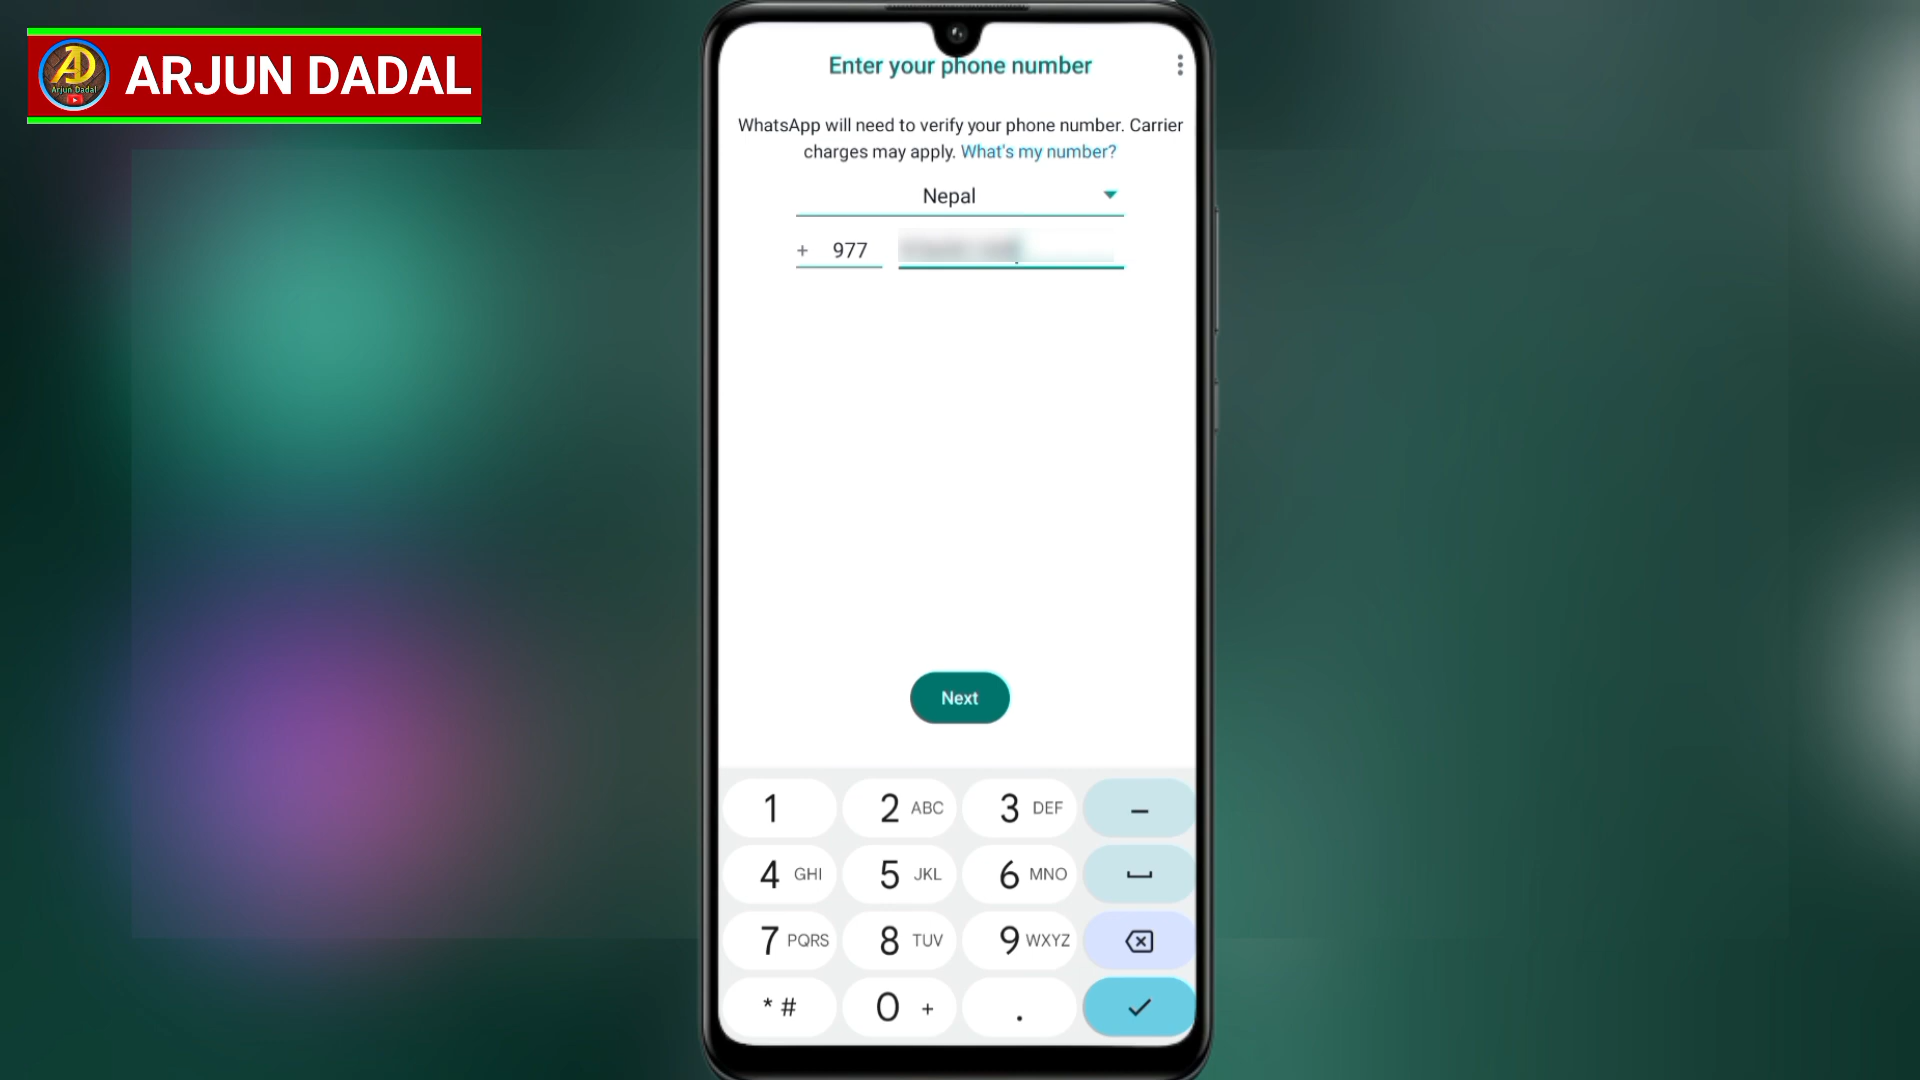 Arjun Dadal
ARJUN DADAL
Enter your phone number
WhatsApp will need to verify your phone number. Carrier
charges may apply. What's my number?
Nepal
+ 977
Next
1
2 ABC
3 DEF
–
4 GHI
5 JKL
6 MNO
7 PQRS
8 TUV
9 WXYZ
* #
0 +
.